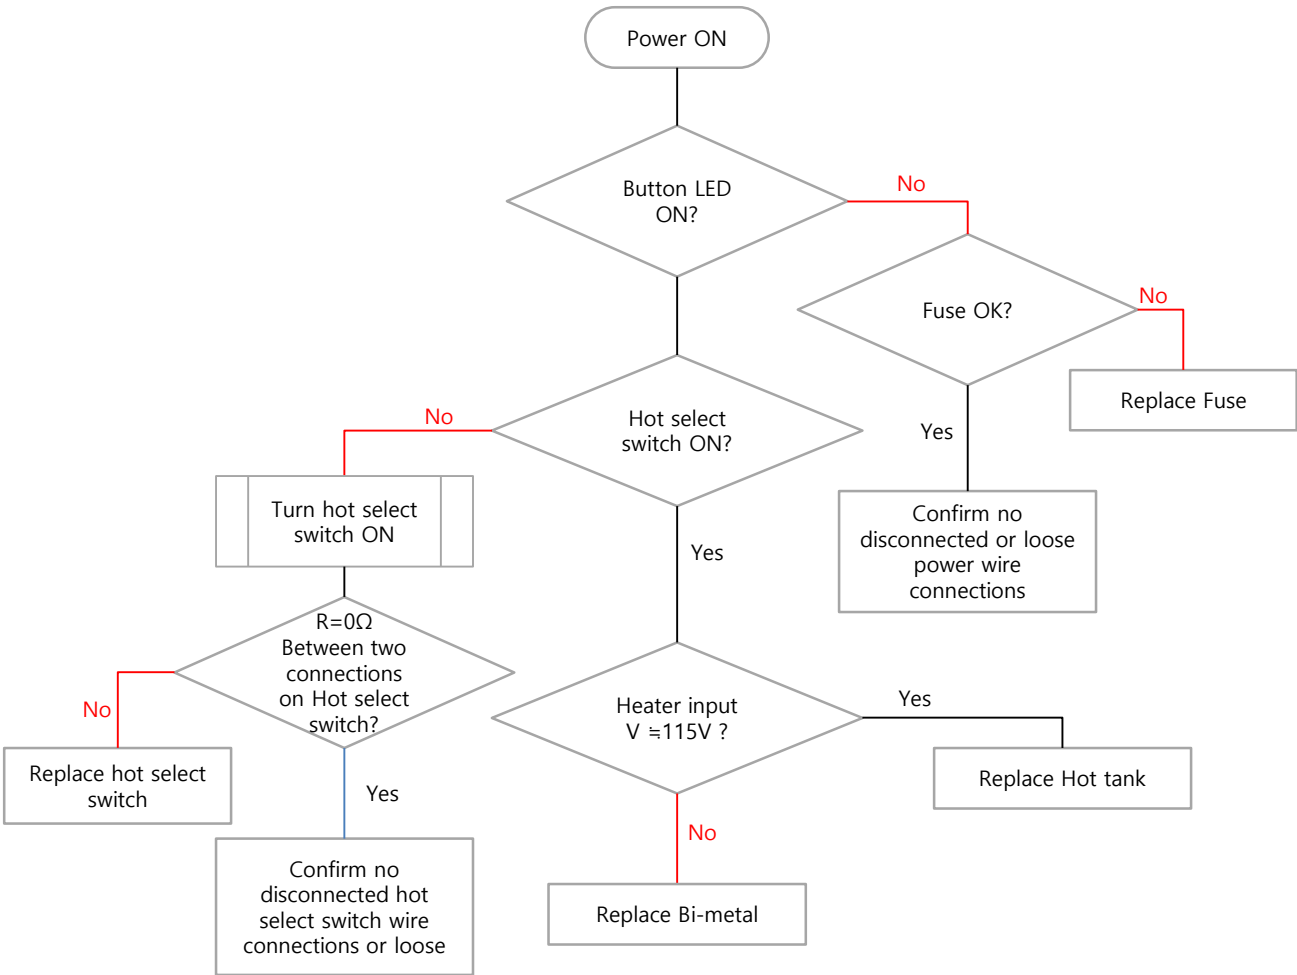 Power ON
Button LED
ON?
No
Fuse OK?
No
Replace Fuse
Yes
Confirm no
disconnected or loose
power wire
connections
Hot select
switch ON?
No
Turn hot select
switch ON
R=0Ω
Between two
connections
on Hot select
switch?
No
Replace hot select
switch
Yes
Confirm no
disconnected hot
select switch wire
connections or loose
Yes
Heater input
V ≒115V ?
Yes
Replace Hot tank
No
Replace Bi-metal